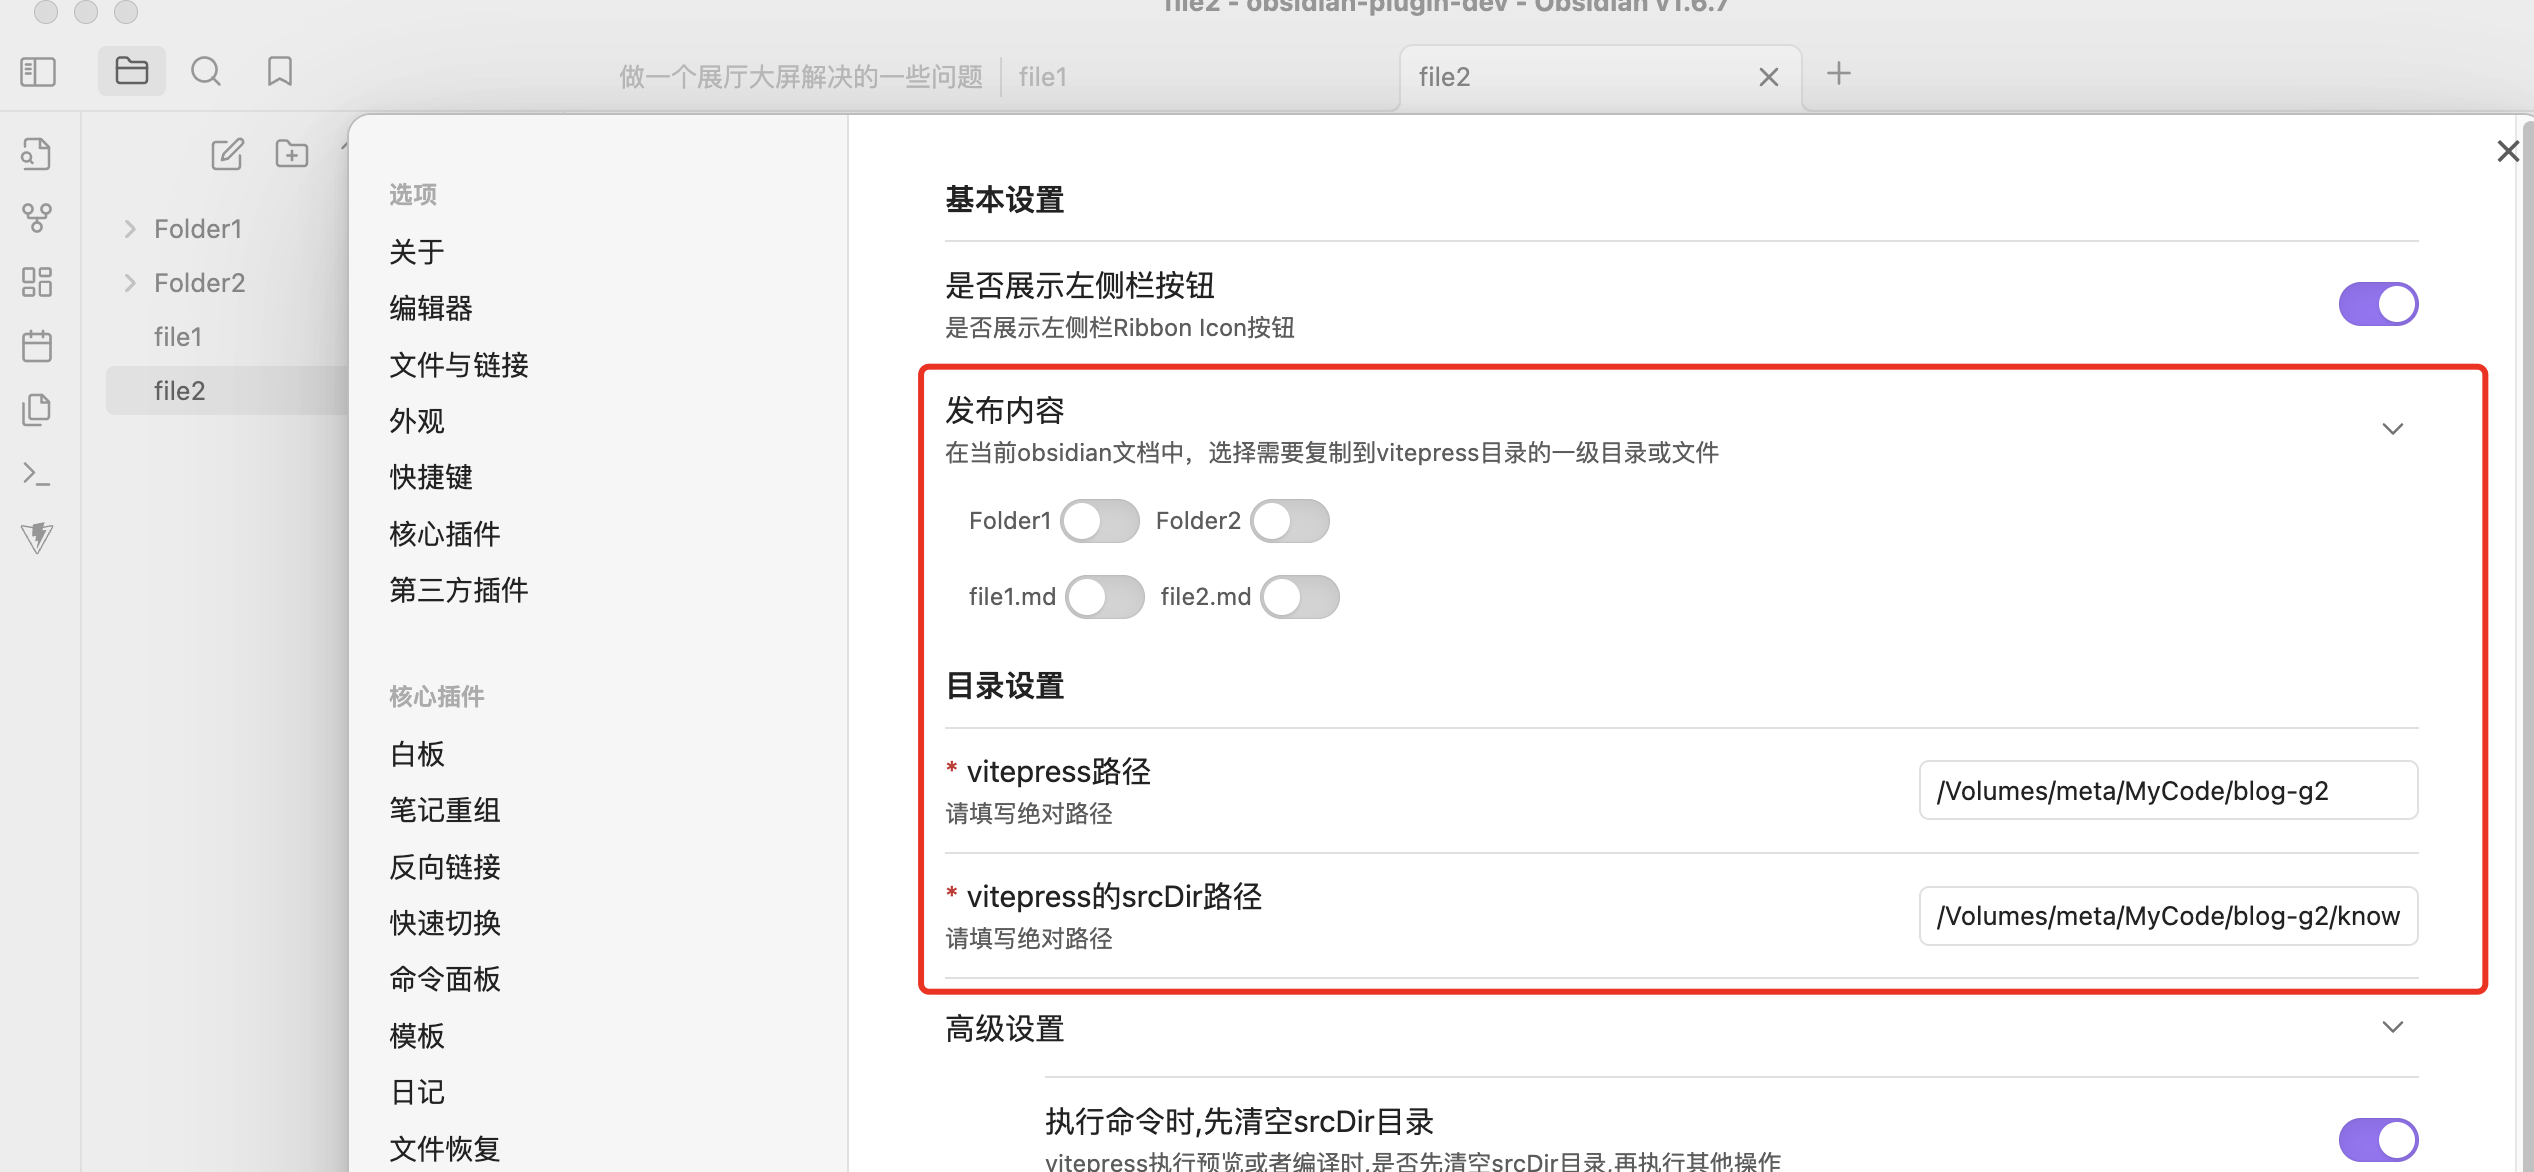 file2 - obsidian-plugin-dev - Obsidian v1.6.7
做一个展厅大屏解决的一些问题
file1
file2
Folder1
Folder2
file1
file2
选项
关于
编辑器
文件与链接
外观
快捷键
核心插件
第三方插件
核心插件
白板
笔记重组
反向链接
快速切换
命令面板
模板
日记
文件恢复
基本设置
是否展示左侧栏按钮
是否展示左侧栏Ribbon Icon按钮
发布内容
在当前obsidian文档中，选择需要复制到vitepress目录的一级目录或文件
Folder1 Folder2
file1.md file2.md
目录设置
* vitepress路径
请填写绝对路径
/Volumes/meta/MyCode/blog-g2
* vitepress的srcDir路径
请填写绝对路径
/Volumes/meta/MyCode/blog-g2/know
高级设置
执行命令时,先清空srcDir目录
vitepress执行预览或者编译时,是否先清空srcDir目录,再执行其他操作